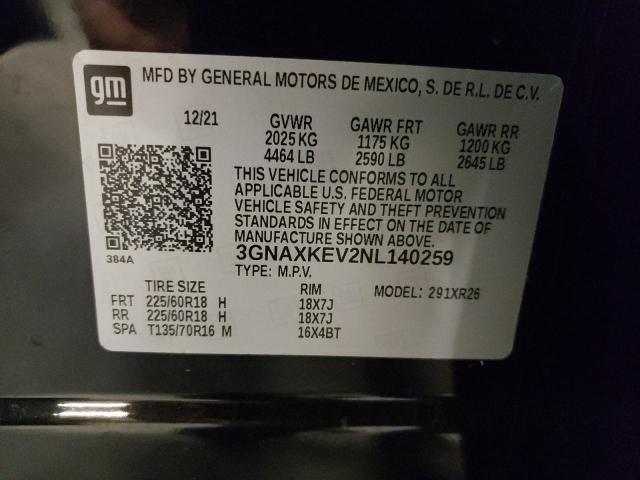 gm
MFD BY GENERAL MOTORS DE MEXICO, S. DE R.L. DE C.V.
12/21 GVWR GAWR FRT GAWR RR
2025 KG 1175 KG 1200 KG
4464 LB 2590 LB 2645 LB
THIS VEHICLE CONFORMS TO ALL
APPLICABLE U.S. FEDERAL MOTOR
VEHICLE SAFETY AND THEFT PREVENTION
STANDARDS IN EFFECT ON THE DATE OF
MANUFACTURE SHOWN ABOVE.
384A 3GNAXKEV2NL140259
TYPE: M.P.V.
TIRE SIZE RIM MODEL: 291XR26
FRT 225/60R18 H 18X7J
RR 225/60R18 H 18X7J
SPA T135/70R16 M 16X4BT